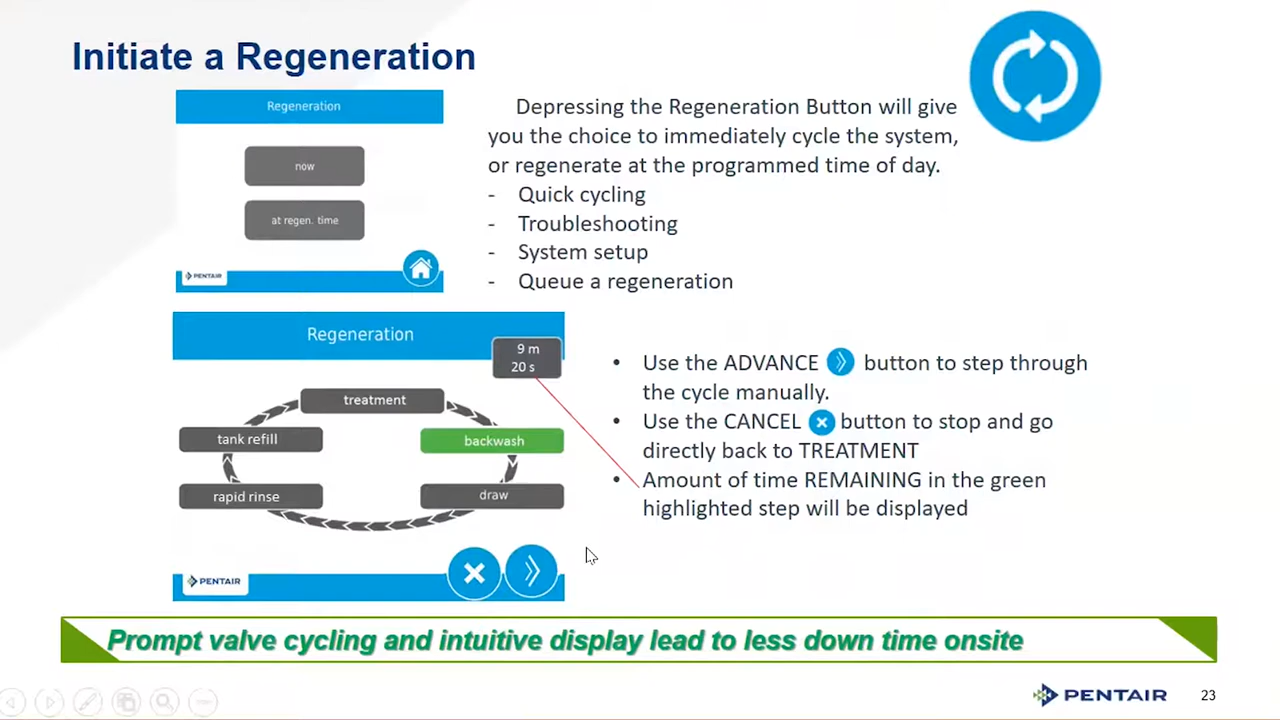 Initiate a Regeneration
Regeneration
now
at regen. time
PENTAIR
Depressing the Regeneration Button will give
you the choice to immediately cycle the system,
or regenerate at the programmed time of day.
- Quick cycling
- Troubleshooting
- System setup
- Queue a regeneration
Regeneration
9 m
20 s
treatment
tank refill
backwash
rapid rinse
draw
PENTAIR
• Use the ADVANCE button to step through
the cycle manually.
• Use the CANCEL button to stop and go
directly back to TREATMENT
• Amount of time REMAINING in the green
highlighted step will be displayed
Prompt valve cycling and intuitive display lead to less down time onsite
PENTAIR
23